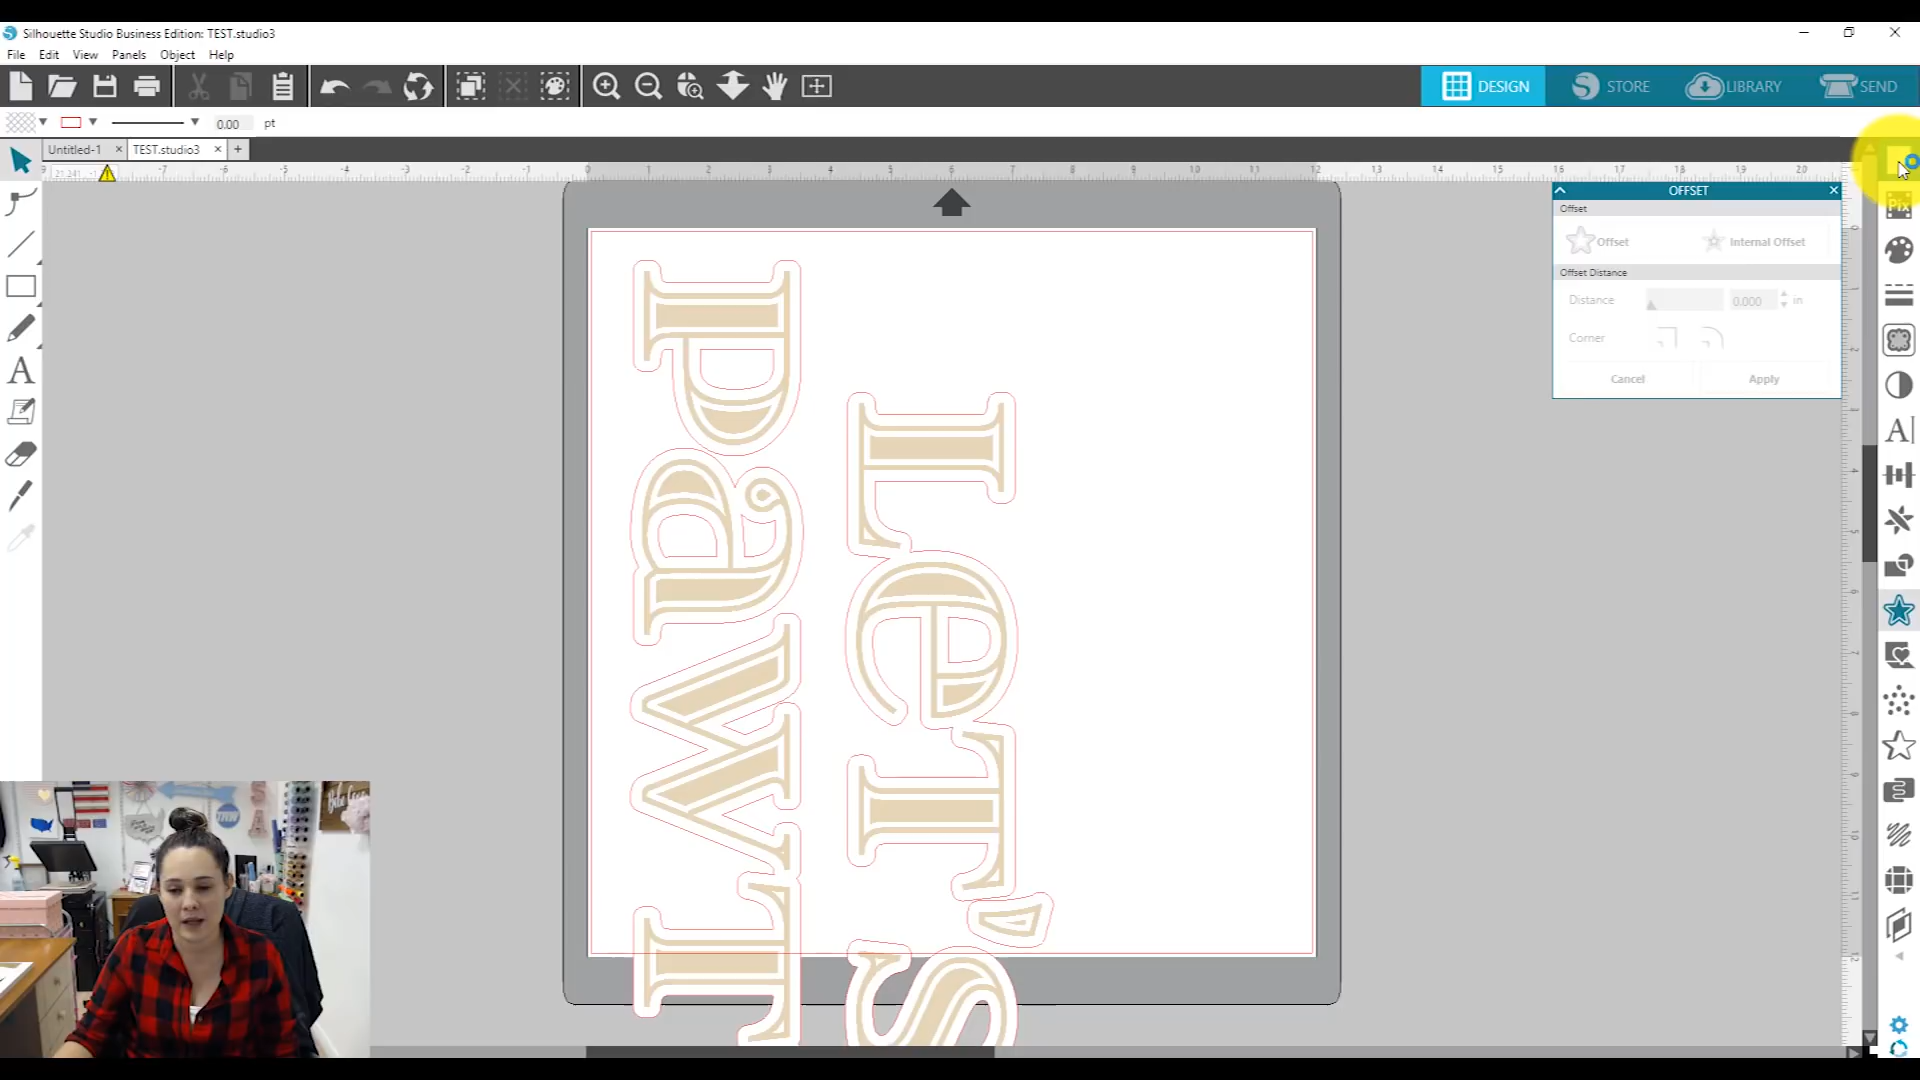 Silhouette Studio Business Edition: TEST.studio3
File Edit View Panels Object Help
DESIGN STORE LIBRARY SEND
0.00 pt
Untitled-1 TEST.studio3
OFFSET
Offset
Offset Internal Offset
Offset Distance
Distance 0.000 in
Corner
Cancel Apply
Pix
PaWT
LeT'S